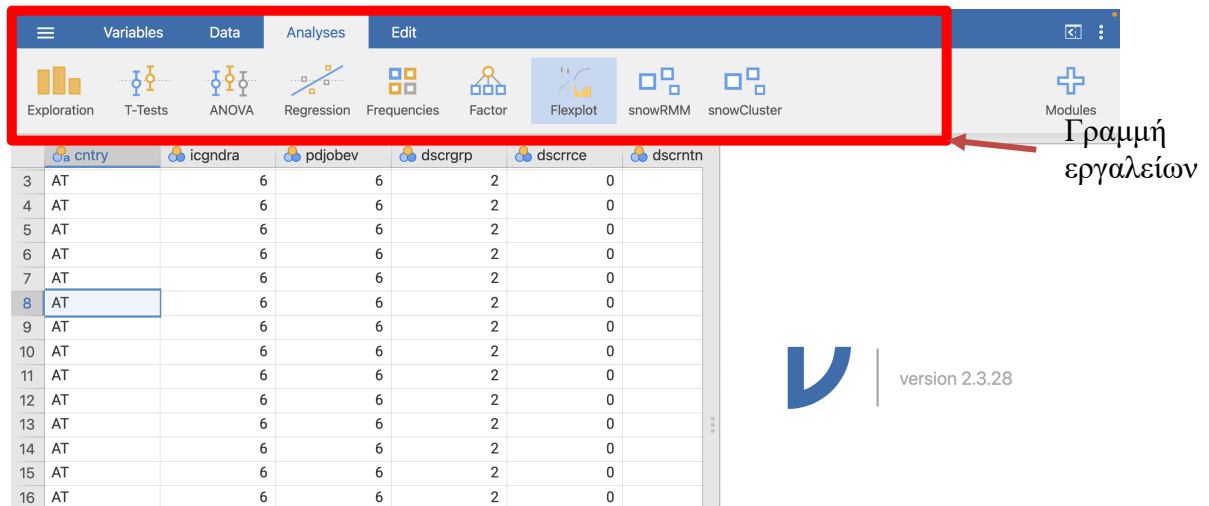 Variables Data Analyses Edit
Exploration T-Tests ANOVA Regression Frequencies Factor Flexplot snowRMM snowCluster Modules
Γραμμή
εργαλείων
a cntry icgndra pdjobev dscrgrp dscrrce dscrntn
3 AT 6 6 2 0
4 AT 6 6 2 0
5 AT 6 6 2 0
6 AT 6 6 2 0
7 AT 6 6 2 0
8 AT 6 6 2 0
9 AT 6 6 2 0
10 AT 6 6 2 0
11 AT 6 6 2 0
12 AT 6 6 2 0
13 AT 6 6 2 0
14 AT 6 6 2 0
15 AT 6 6 2 0
16 AT 6 6 2 0
version 2.3.28